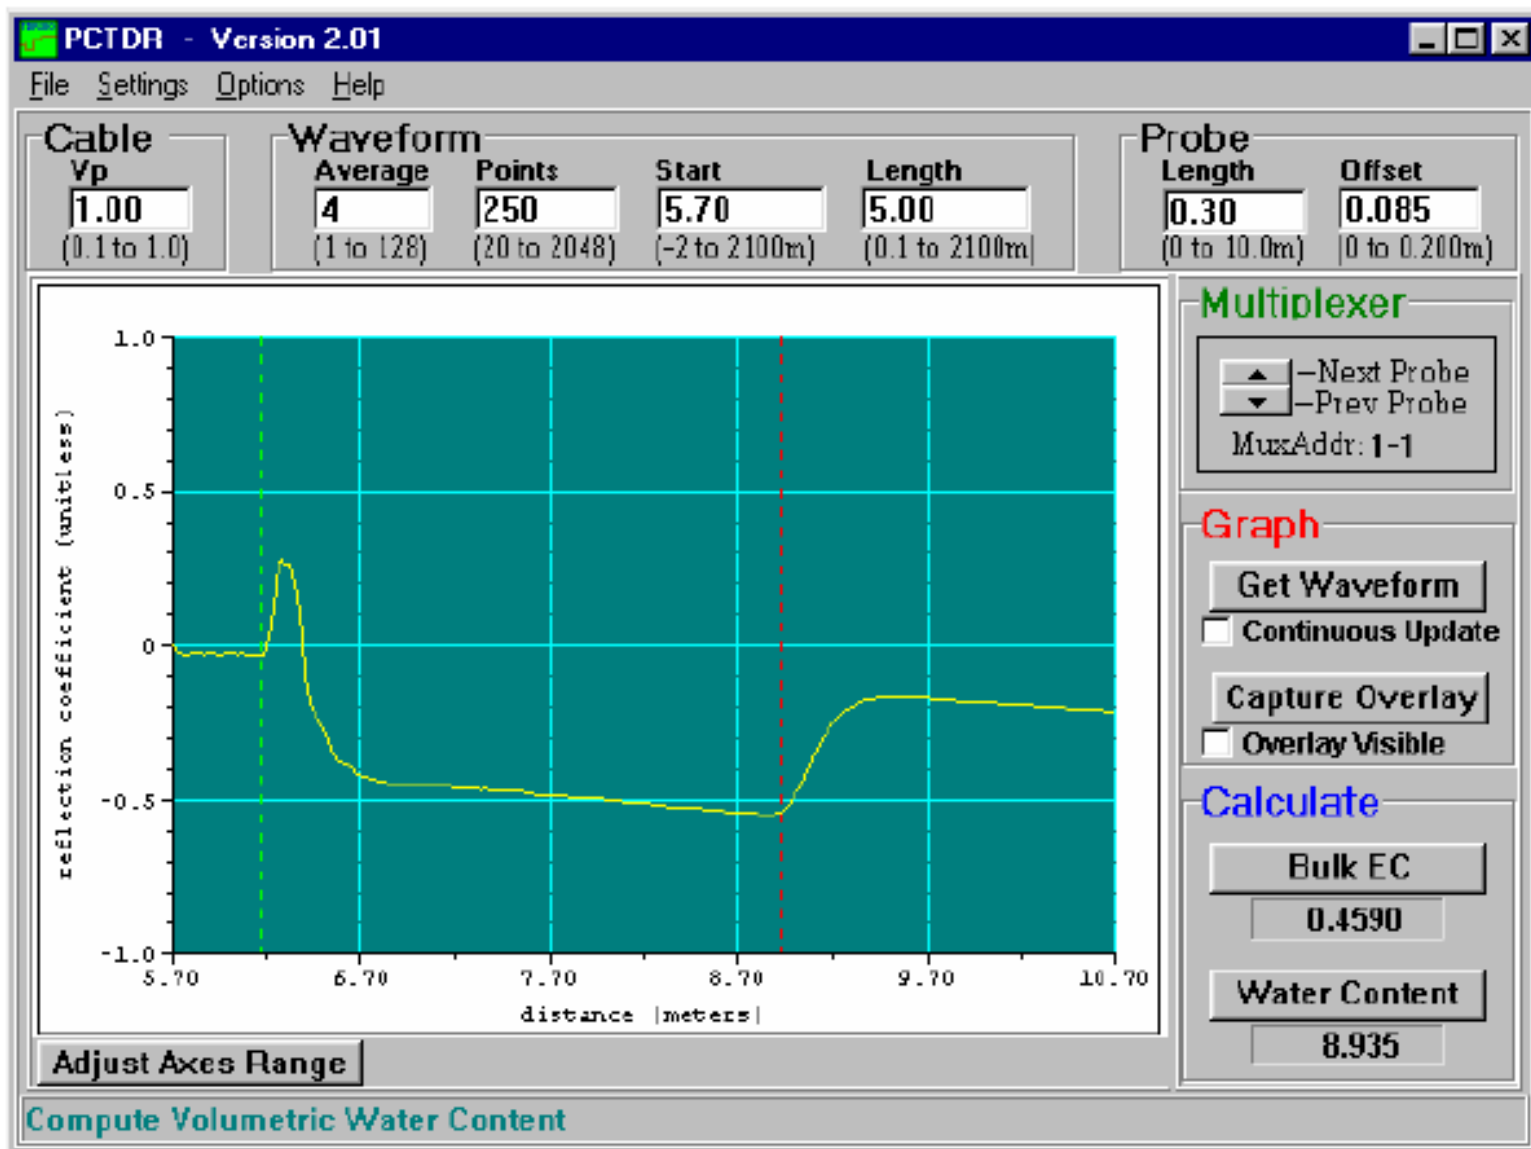 PCTDR - Version 2.01
File Settings Options Help
Cable
Vp
1.00
(0.1 to 1.0)
Waveform
Average Points Start Length
4 250 5.70 5.00
(1 to 128) (20 to 2048) (-2 to 2100m) (0.1 to 2100m|
Probe
Length Offset
0.30 0.085
(0 to 10.0m) |0 to 0.200m)
1.0
0.5
0
-0.5
-1.0
reflection coefficient (unitless)
5.70 6.70 7.70 8.70 9.70 10.70
distance |meters|
Adjust Axes Range
Multiplexer
—Next Probe
—Prev Probe
MuxAddr: 1-1
Graph
Get Waveform
Continuous Update
Capture Overlay
Overlay Visible
Calculate
Bulk EC
0.4590
Water Content
8.935
Compute Volumetric Water Content